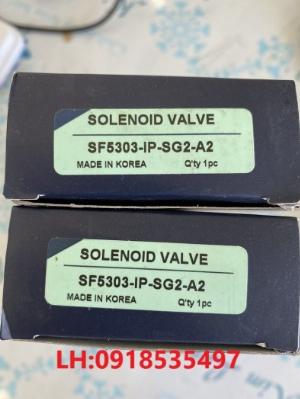 SOLENOID VALVE
SF5303-IP-SG2-A2
MADE IN KOREA Q'ty 1pc
SOLENOID VALVE
SF5303-IP-SG2-A2
MADE IN KOREA Q'ty 1pc
LH:0918535497